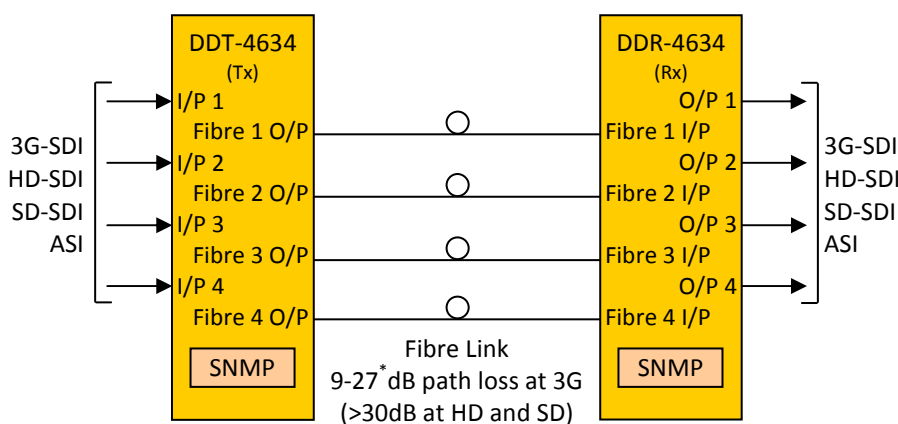 DDT-4634
(Tx)
I/P 1
Fibre 1 O/P
I/P 2
Fibre 2 O/P
I/P 3
Fibre 3 O/P
I/P 4
Fibre 4 O/P
SNMP
3G-SDI
HD-SDI
SD-SDI
ASI
Fibre Link
9-27*dB path loss at 3G
(>30dB at HD and SD)
DDR-4634
(Rx)
O/P 1
Fibre 1 I/P
O/P 2
Fibre 2 I/P
O/P 3
Fibre 3 I/P
O/P 4
Fibre 4 I/P
SNMP
3G-SDI
HD-SDI
SD-SDI
ASI